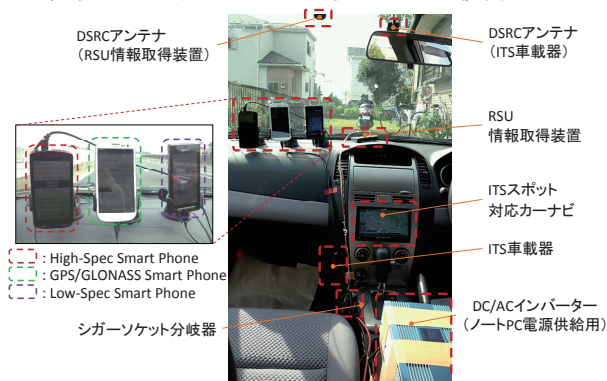 DSRCアンテナ
（RSU情報取得装置）
DSRCアンテナ
（ITS車載器）
RSU
情報取得装置
ITSスポット
対応カーナビ
ITS車載器
: High-Spec Smart Phone
: GPS/GLONASS Smart Phone
: Low-Spec Smart Phone
シガーソケット分岐器
DC/ACインバーター
（ノートPC電源供給用）